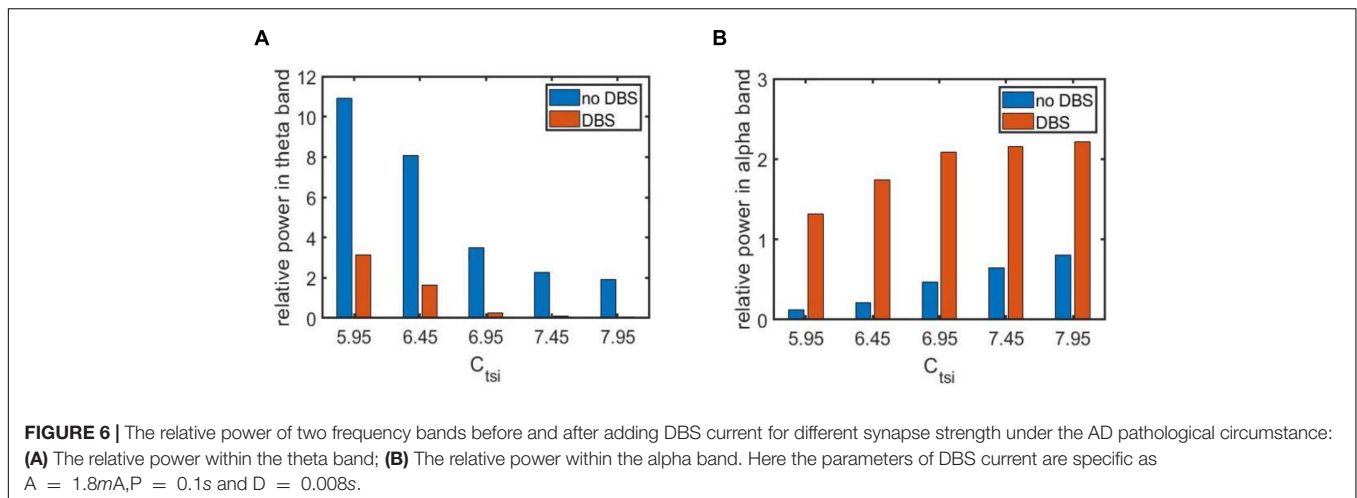 A
B
relative power in theta band
12
10
8
6
4
2
0
no DBS
DBS
5.95 6.45 6.95 7.45 7.95
C_tsi
relative power in alpha band
3
2
1
0
no DBS
DBS
5.95 6.45 6.95 7.45 7.95
C_tsi
FIGURE 6 | The relative power of two frequency bands before and after adding DBS current for different synapse strength under the AD pathological circumstance:
(A) The relative power within the theta band; (B) The relative power within the alpha band. Here the parameters of DBS current are specific as
A = 1.8mA,P = 0.1s and D = 0.008s.